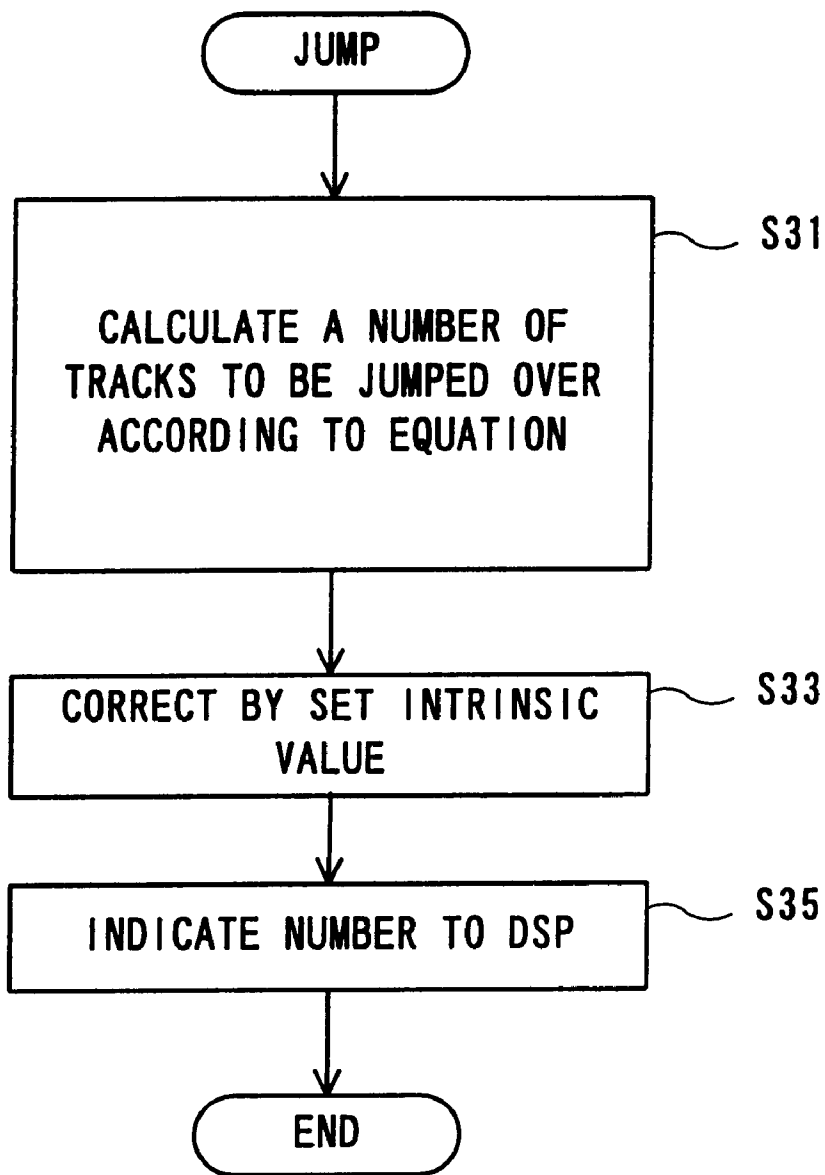 JUMP
S31
CALCULATE A NUMBER OF
TRACKS TO BE JUMPED OVER
ACCORDING TO EQUATION
S33
CORRECT BY SET INTRINSIC
VALUE
S35
INDICATE NUMBER TO DSP
END